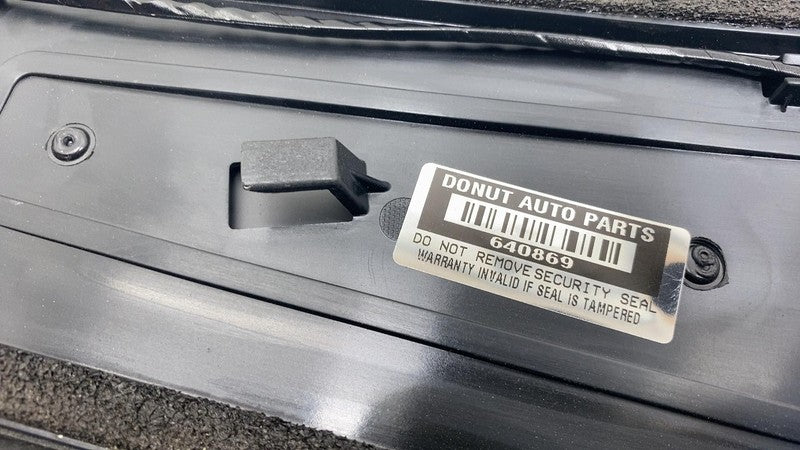 DONUT AUTO PARTS
640869
DO NOT REMOVE SECURITY SEAL
WARRANTY INVALID IF SEAL IS TAMPERED